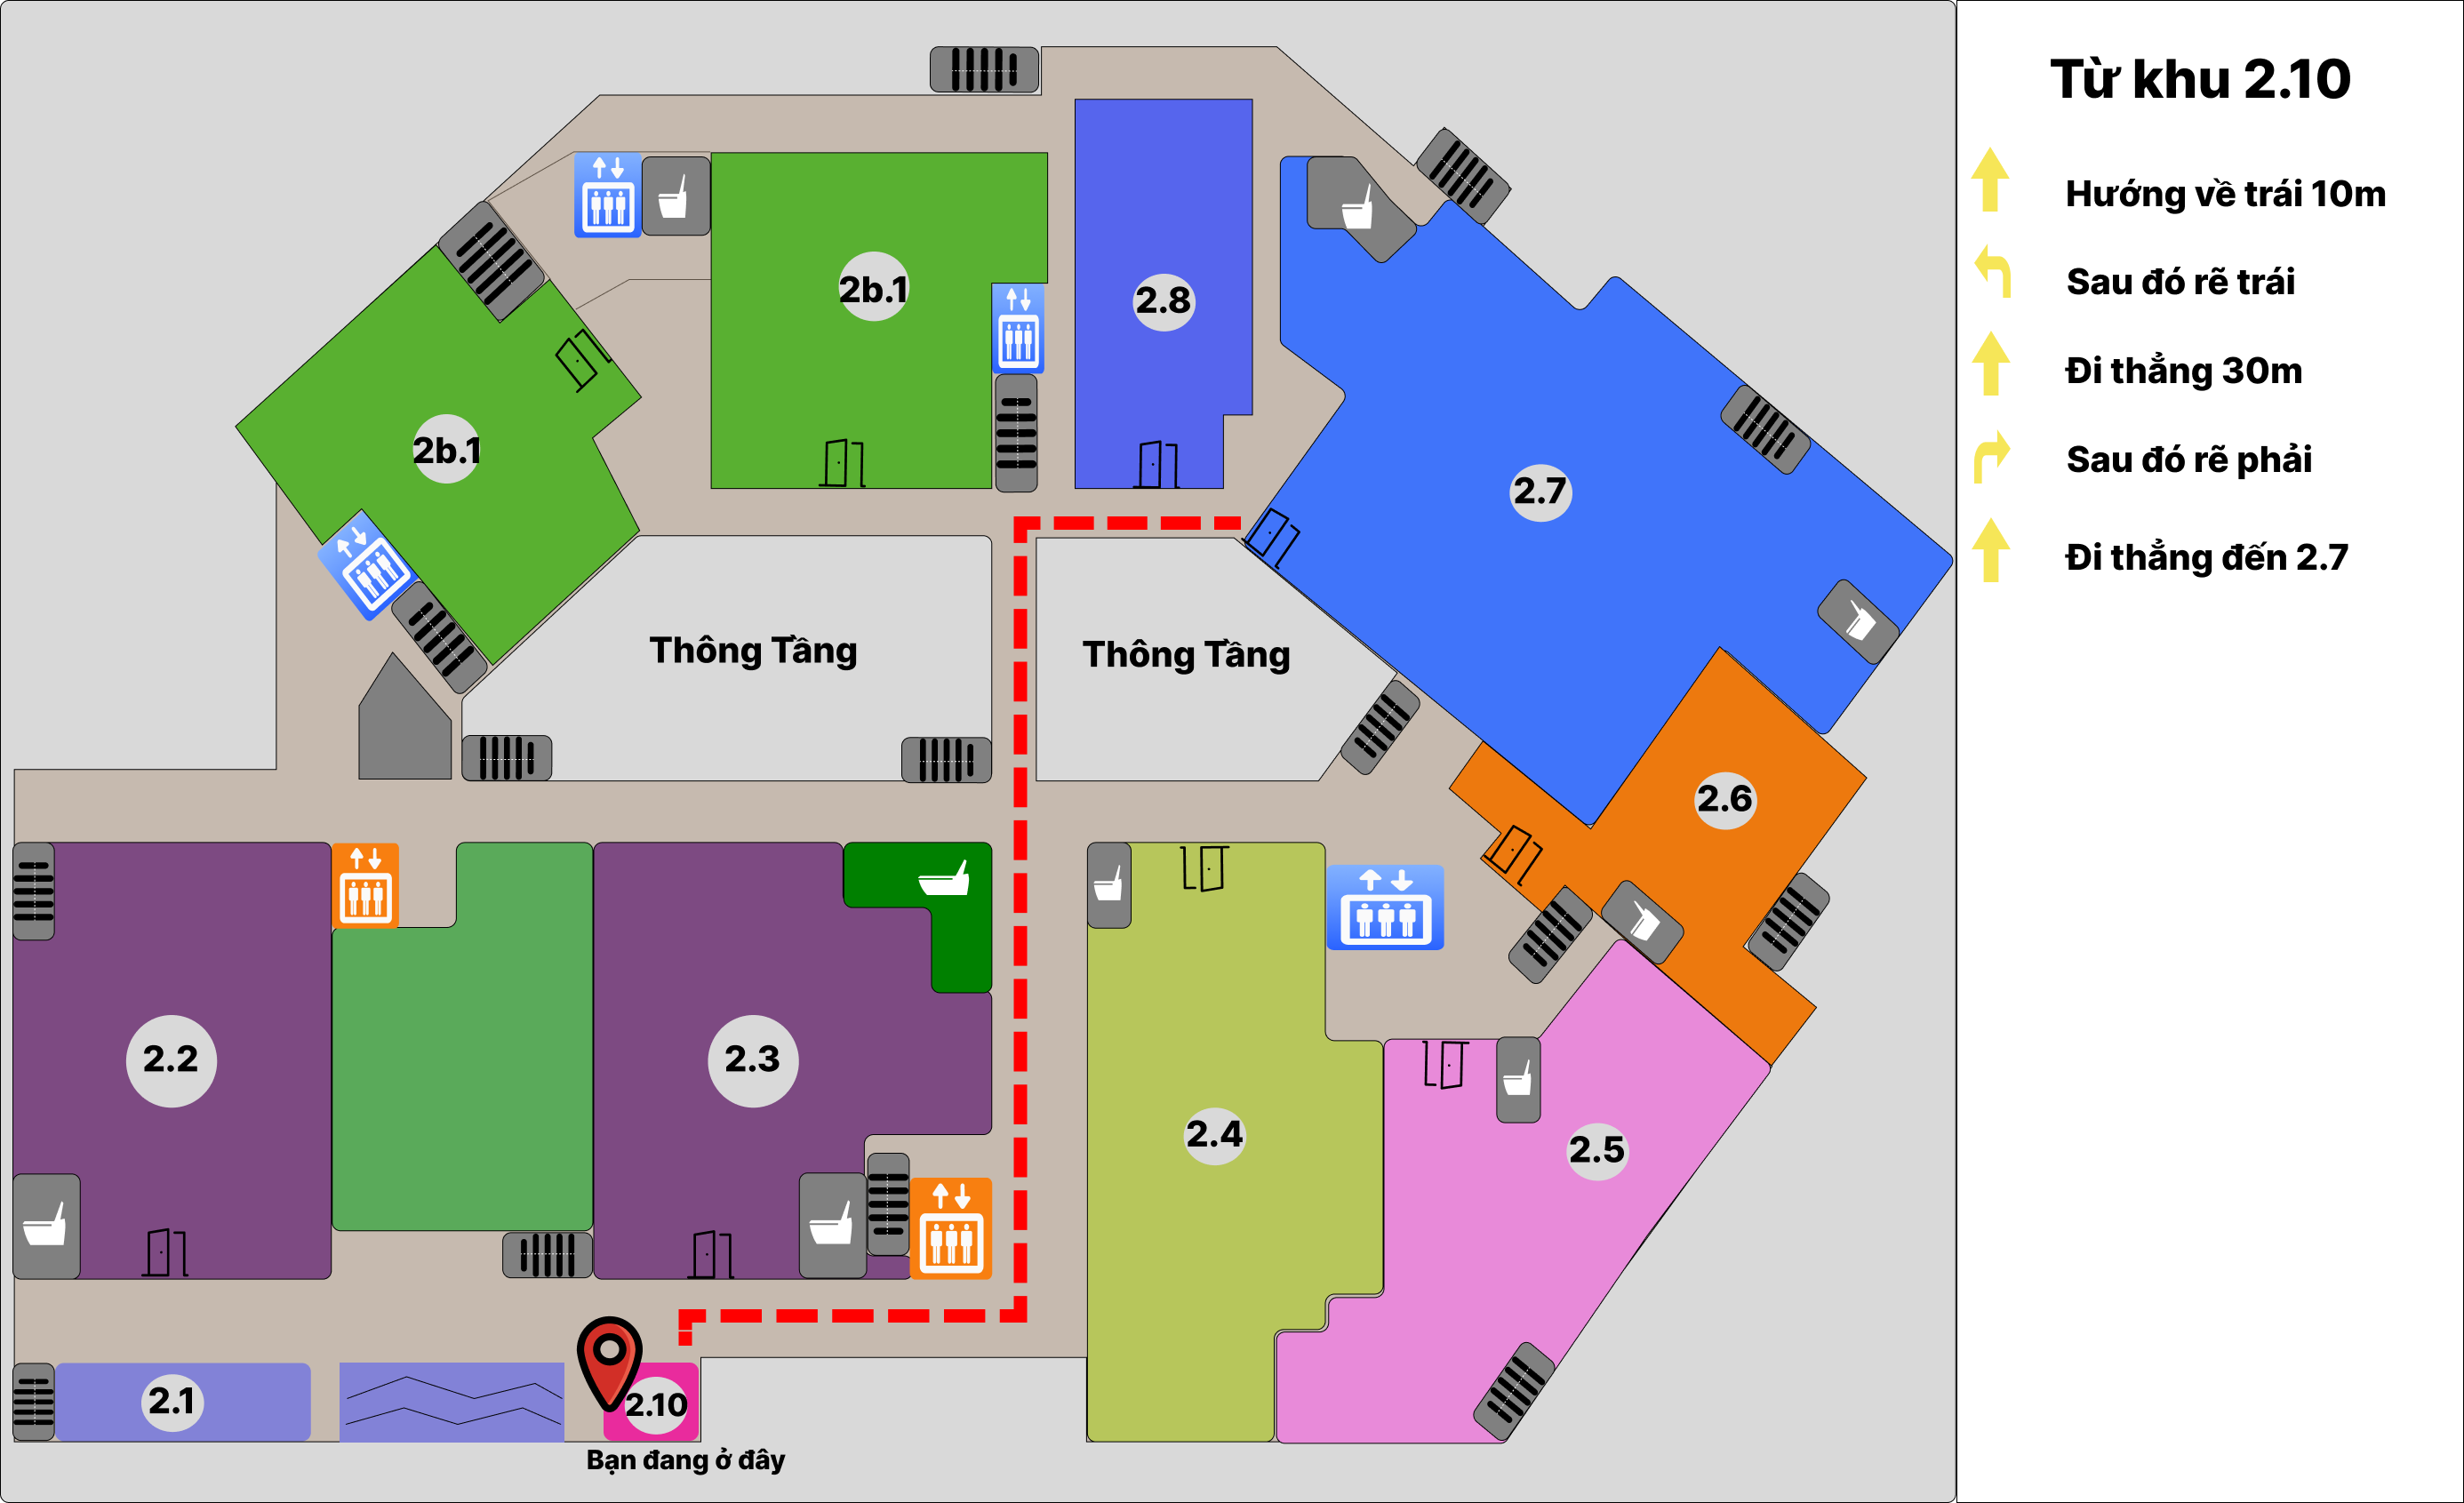 Từ khu 2.10
Hướng về trái 10m
Sau đó rẽ trái
Đi thẳng 30m
Sau đó rẽ phải
Đi thẳng đến 2.7
2b.1
2.8
2b.1
2.7
Thông Tầng
Thông Tầng
2.6
2.2
2.3
2.4
2.5
2.1
2.10
Bạn đang ở đây